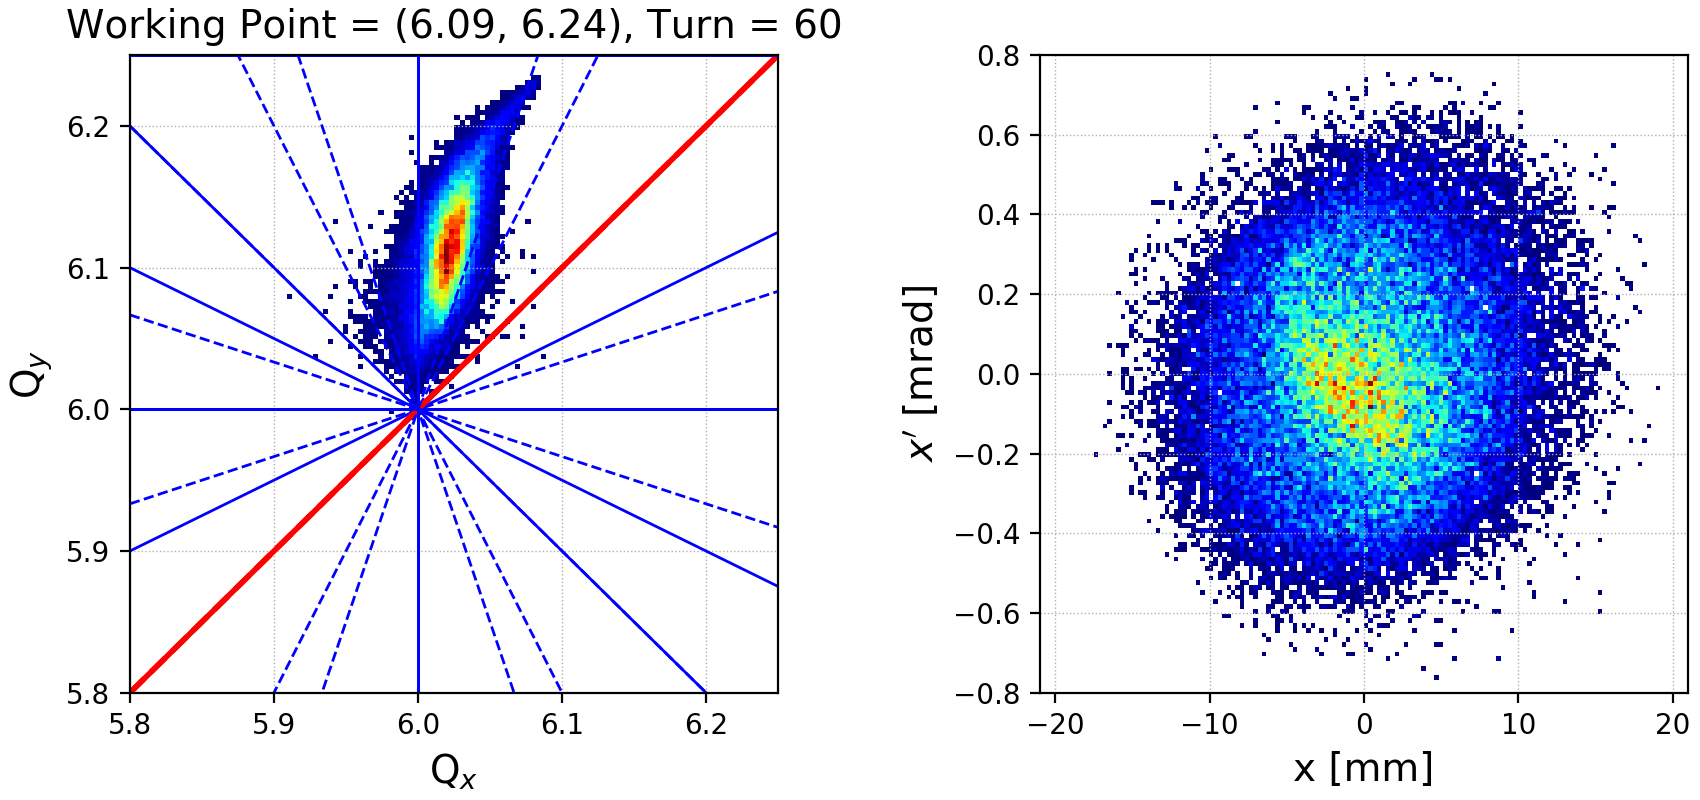 Working Point = (6.09, 6.24), Turn = 60
6.2
6.1
6.0
5.9
5.8
Qy
5.8 5.9 6.0 6.1 6.2
Qx
0.8
0.6
0.4
0.2
0.0
−0.2
−0.4
−0.6
−0.8
x′ [mrad]
−20 −10 0 10 20
x [mm]